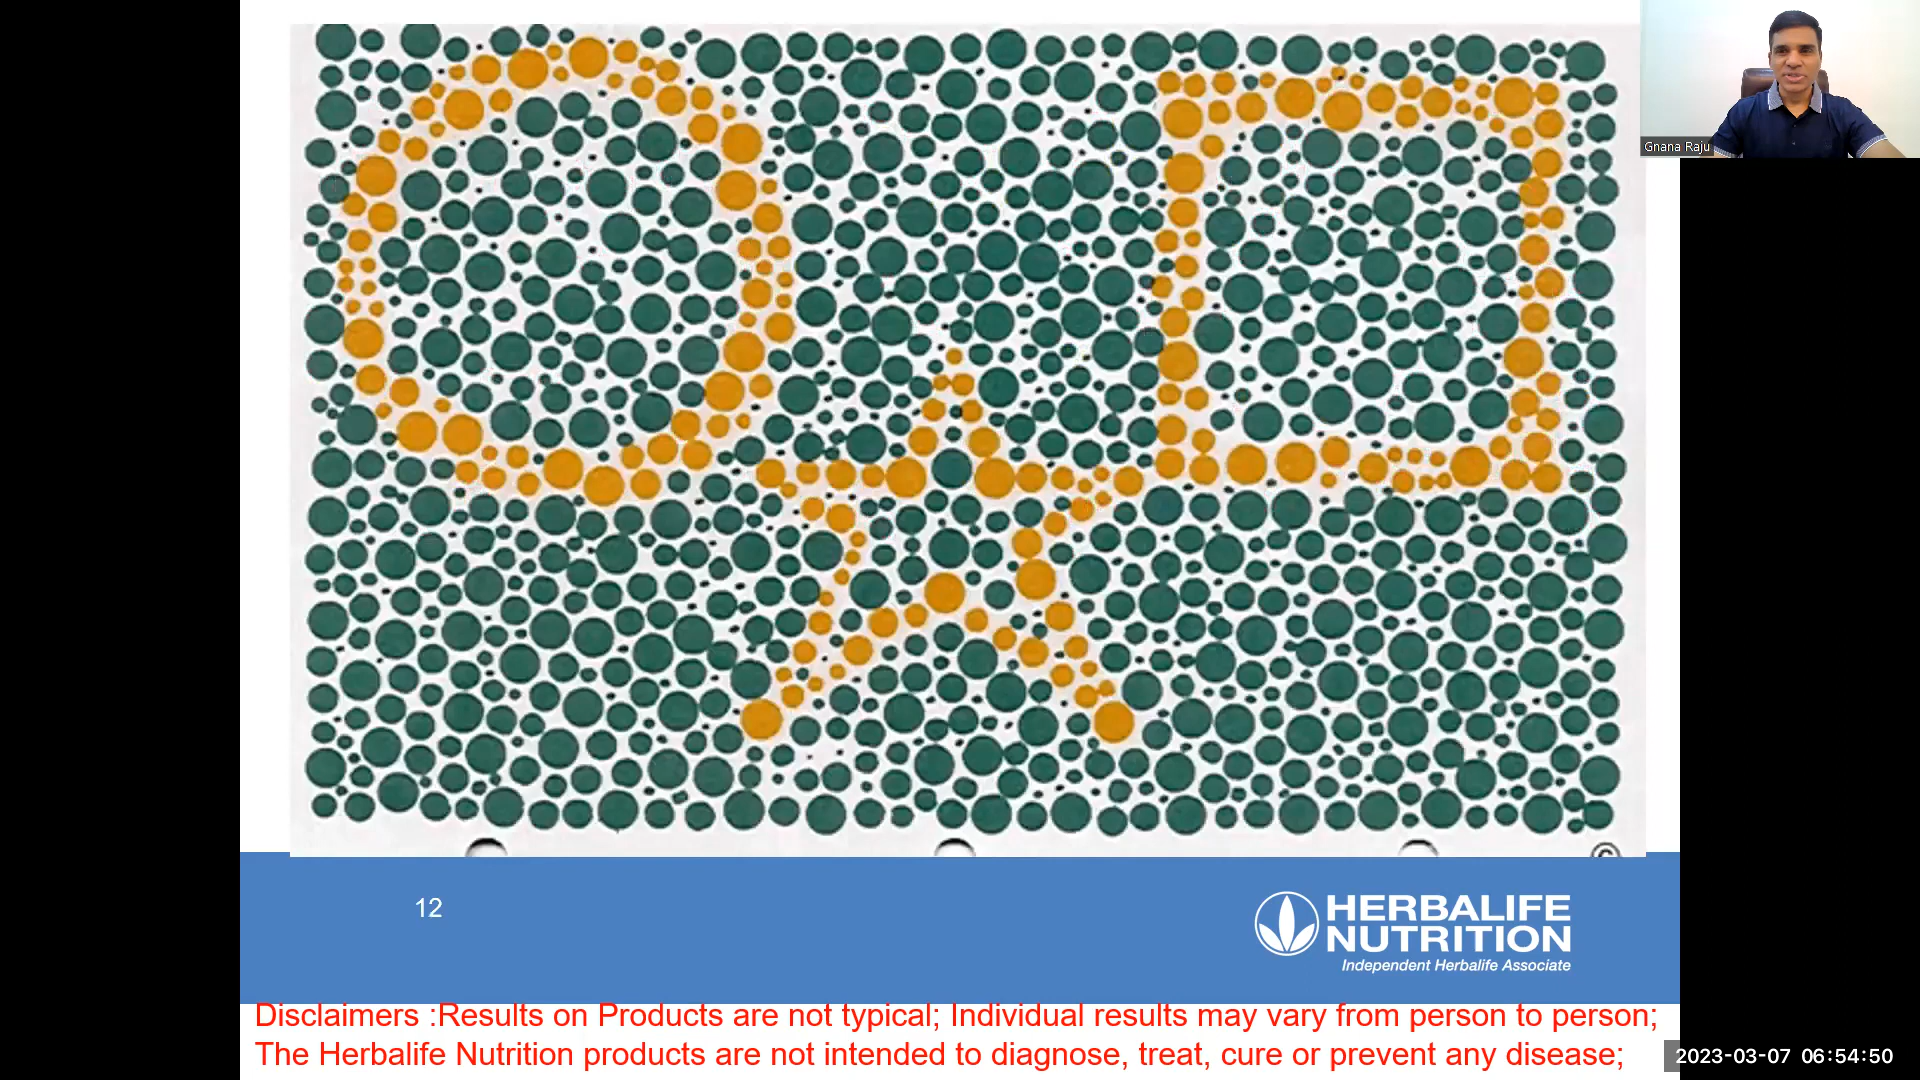 Gnana Raju
©
12
HERBALIFE
NUTRITION
Independent Herbalife Associate
Disclaimers :Results on Products are not typical; Individual results may vary from person to person;
The Herbalife Nutrition products are not intended to diagnose, treat, cure or prevent any disease;
2023-03-07 06:54:50